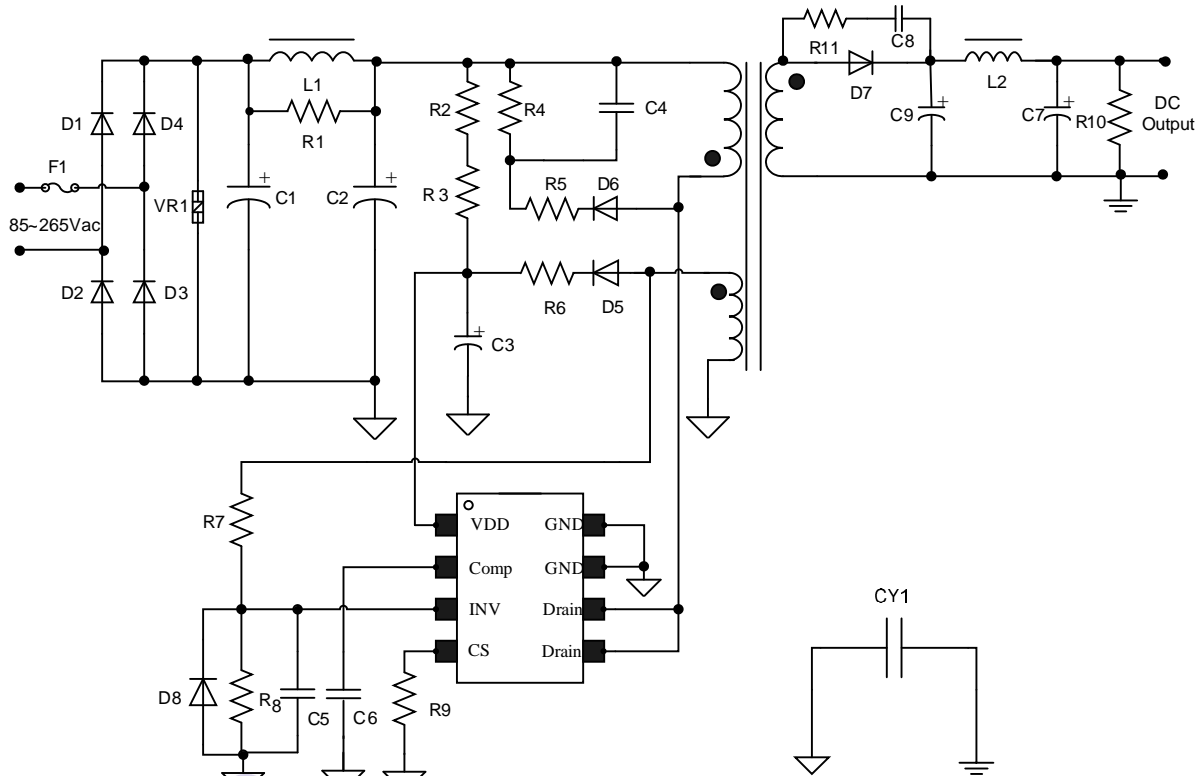 C8
R11
L1
L2
D7
R2
R4
C4
C9
C7
R10
DC
Output
D1
D4
R1
F1
R 3
R5
D6
VR1
C1
C2
85~265Vac
D2
D3
R6
D5
C3
R7
VDD
GND
Comp
GND
INV
Drain
CS
Drain
CY1
D8
R8
C5
C6
R9
+
+
+
+
+